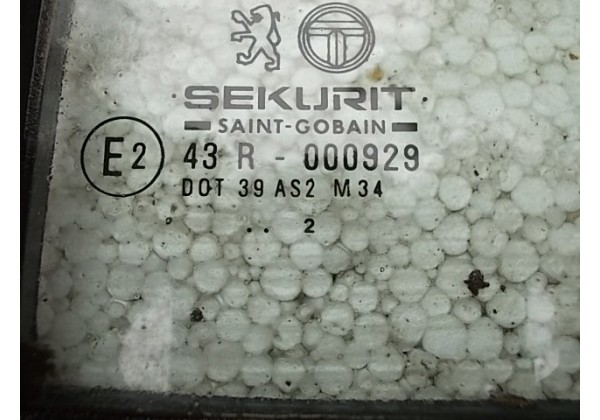 SEKURIT
SAINT-GOBAIN
E2 43 R - 000929
DOT 39 AS2 M34
.. 2